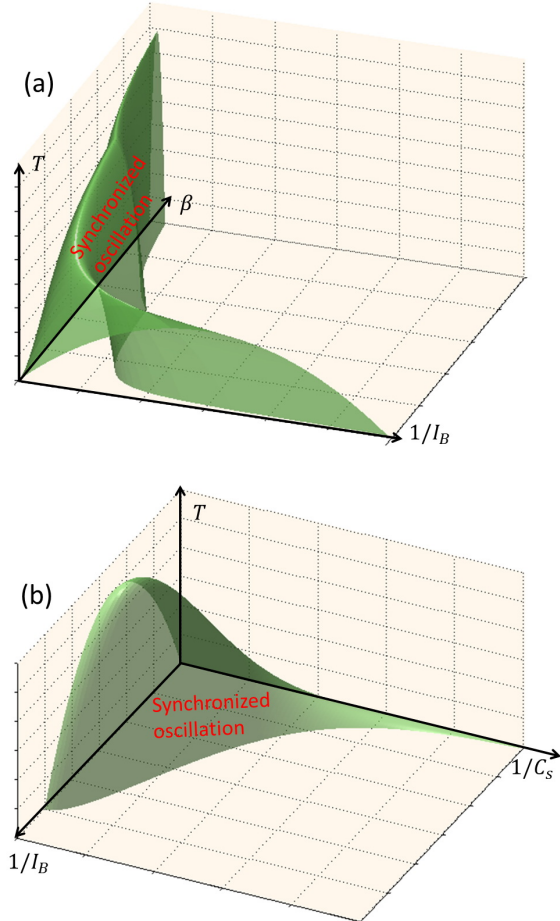 (a)
T
β
Synchronized
oscillation
1/I_B
T
(b)
Synchronized
oscillation
1/C_s
1/I_B